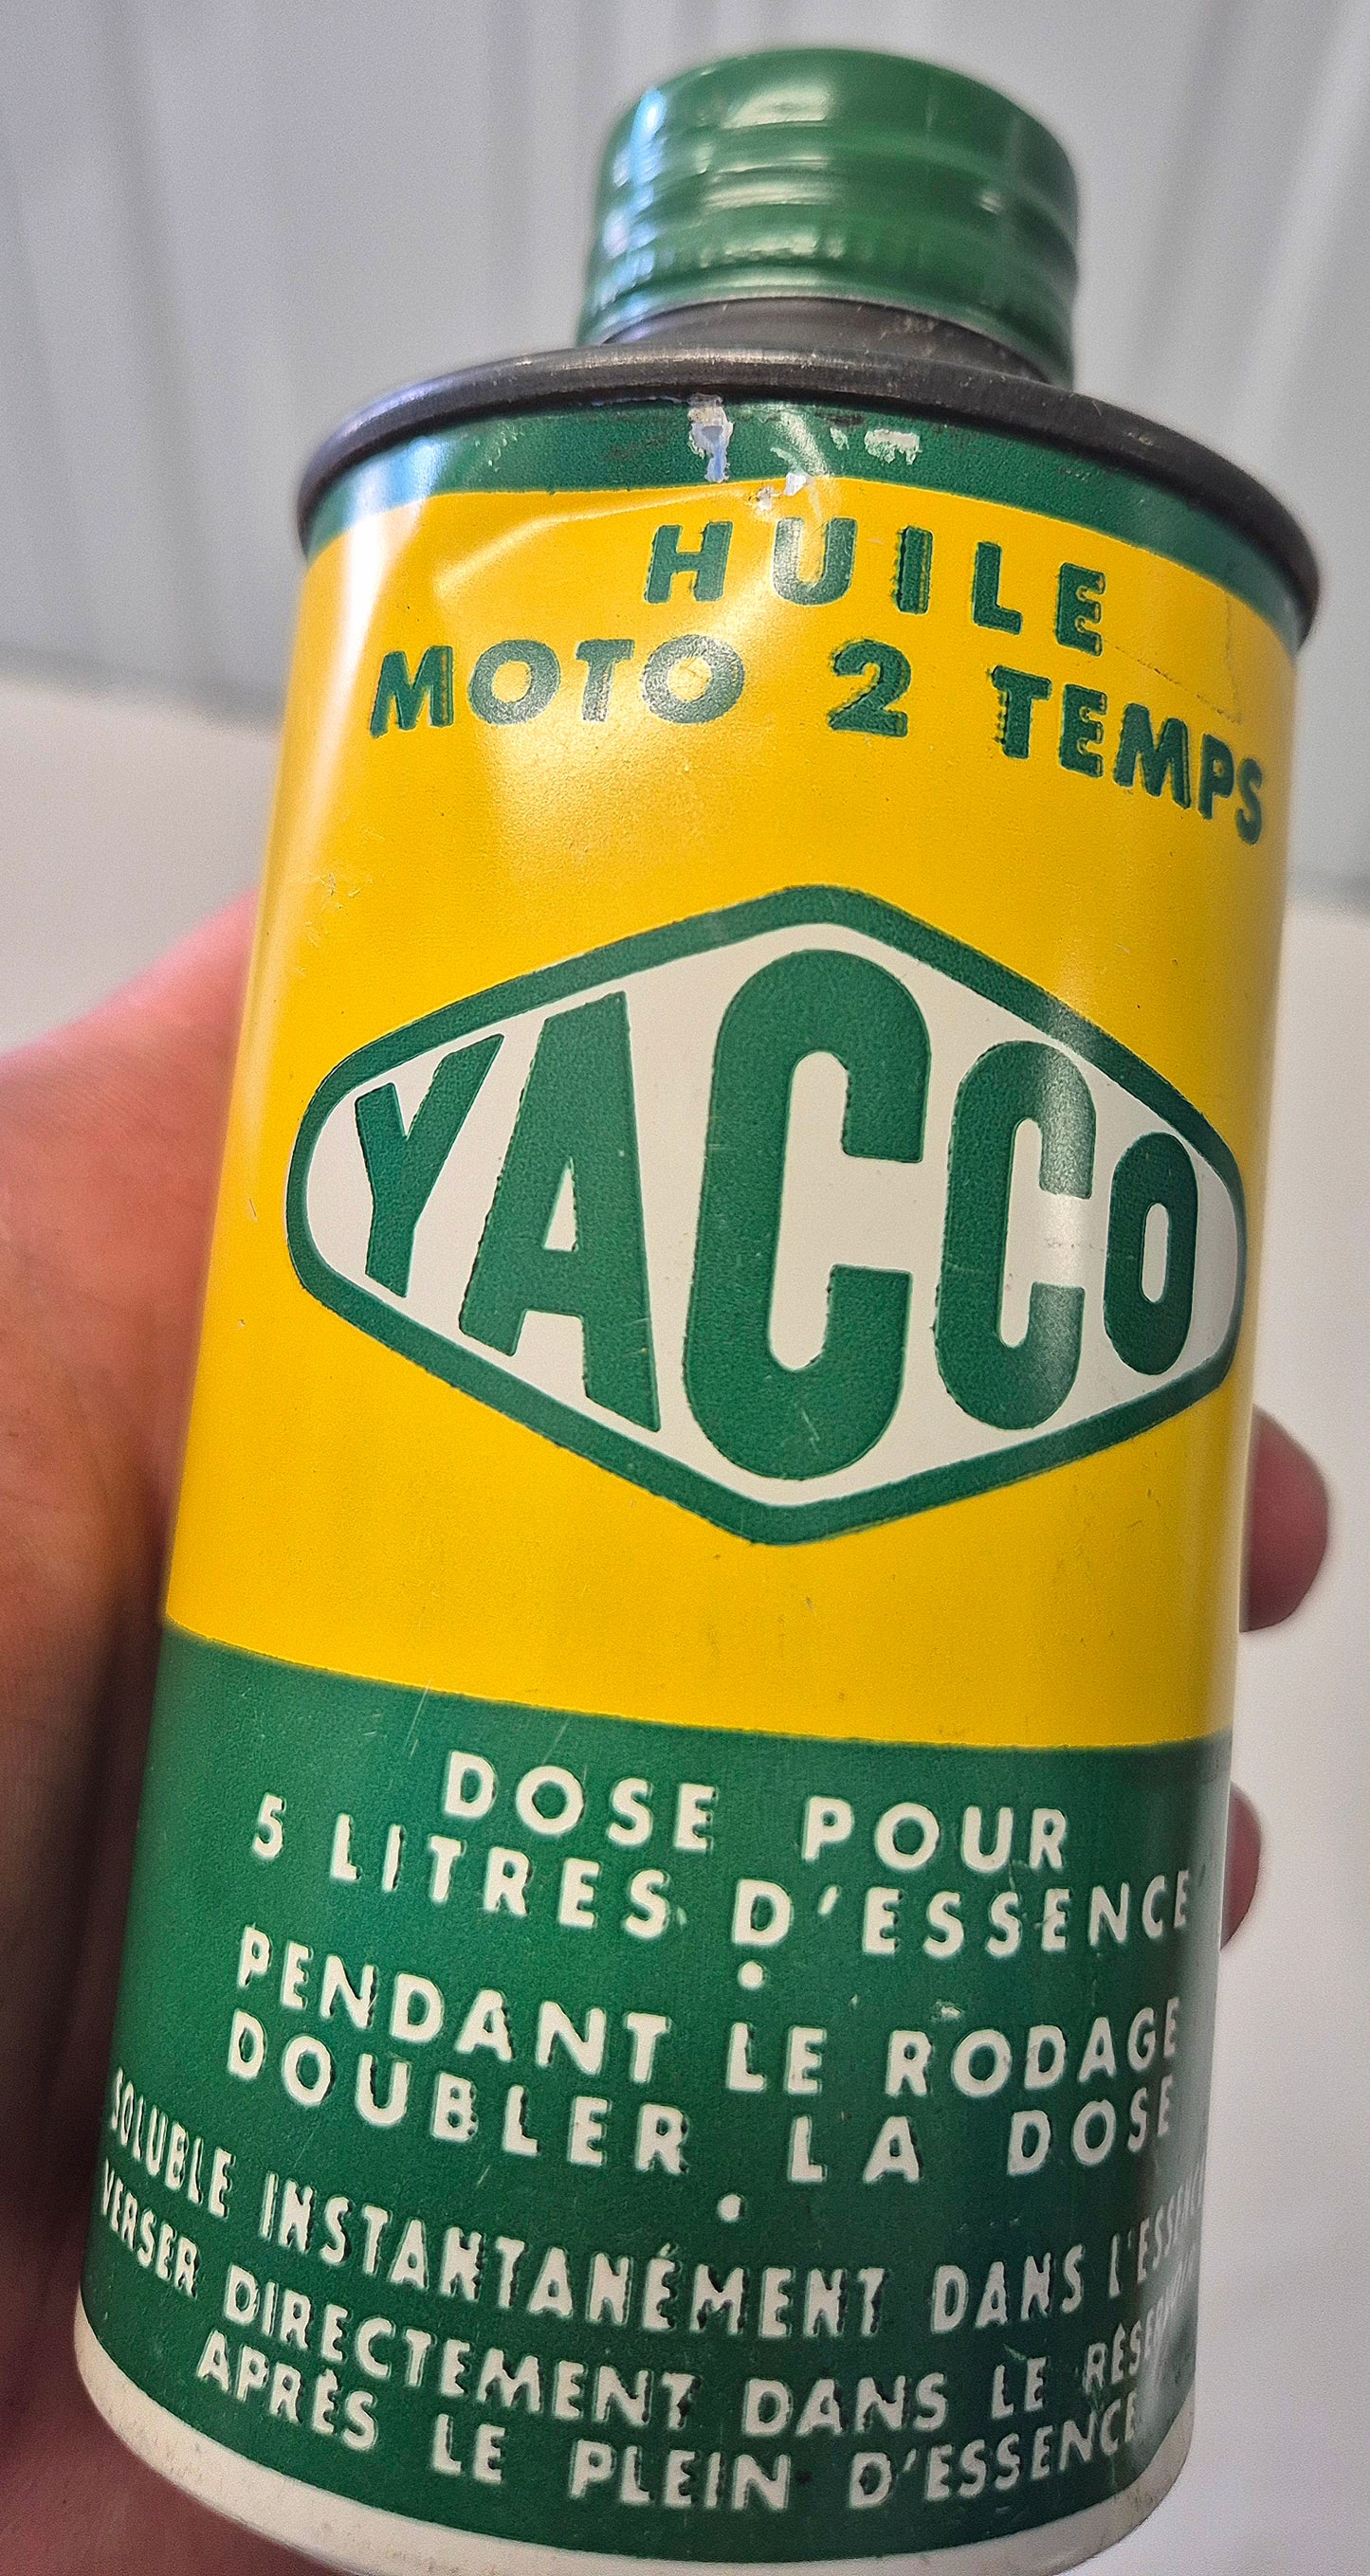 HUILE
MOTO 2 TEMPS
YACCO
DOSE POUR
5 LITRES D'ESSENCE
PENDANT LE RODAGE
DOUBLER LA DOSE
SOLUBLE INSTANTANÉMENT DANS L'ESSENCE
VERSER DIRECTEMENT DANS LE
APRÈS LE PLEIN D'ESSENCE